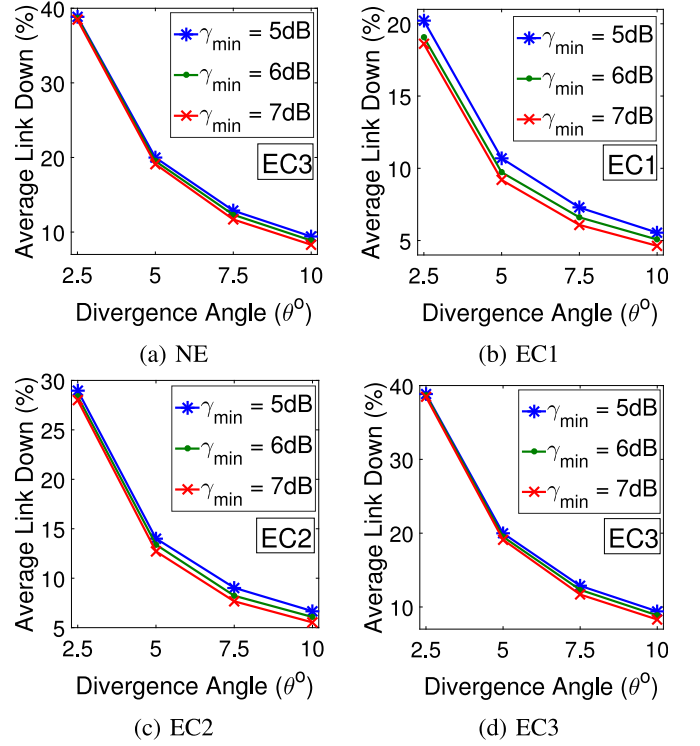 Average Link Down (%)
40
30
20
10
γmin = 5dB
γmin = 6dB
γmin = 7dB
EC3
2.5 5 7.5 10
Divergence Angle (θº)
(a) NE
Average Link Down (%)
20
15
10
5
γmin = 5dB
γmin = 6dB
γmin = 7dB
EC1
2.5 5 7.5 10
Divergence Angle (θº)
(b) EC1
Average Link Down (%)
30
25
20
15
10
5
γmin = 5dB
γmin = 6dB
γmin = 7dB
EC2
2.5 5 7.5 10
Divergence Angle (θº)
(c) EC2
Average Link Down (%)
40
30
20
10
γmin = 5dB
γmin = 6dB
γmin = 7dB
EC3
2.5 5 7.5 10
Divergence Angle (θº)
(d) EC3